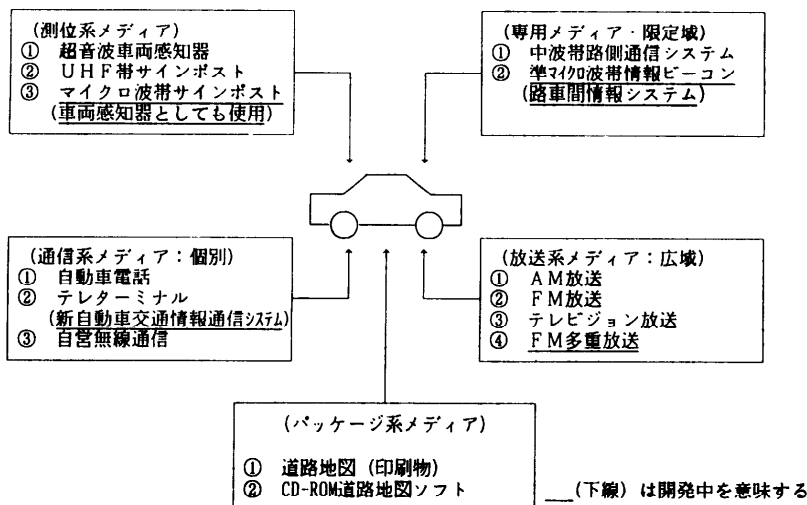 (測位系メディア)
① 超音波車両感知器
② UHF帯サインポスト
③ マイクロ波帯サインポスト
(車両感知器としても使用)
(専用メディア・限定域)
① 中波帯路側通信システム
② 準マイクロ波帯情報ビーコン
(路車間情報システム)
(通信系メディア:個別)
① 自動車電話
② テレターミナル
(新自動車交通情報通信システム)
③ 自営無線通信
(放送系メディア:広域)
① AM放送
② FM放送
③ テレビジョン放送
④ FM多重放送
(パッケージ系メディア)
① 道路地図(印刷物)
② CD-ROM道路地図ソフト
__(下線)は開発中を意味する